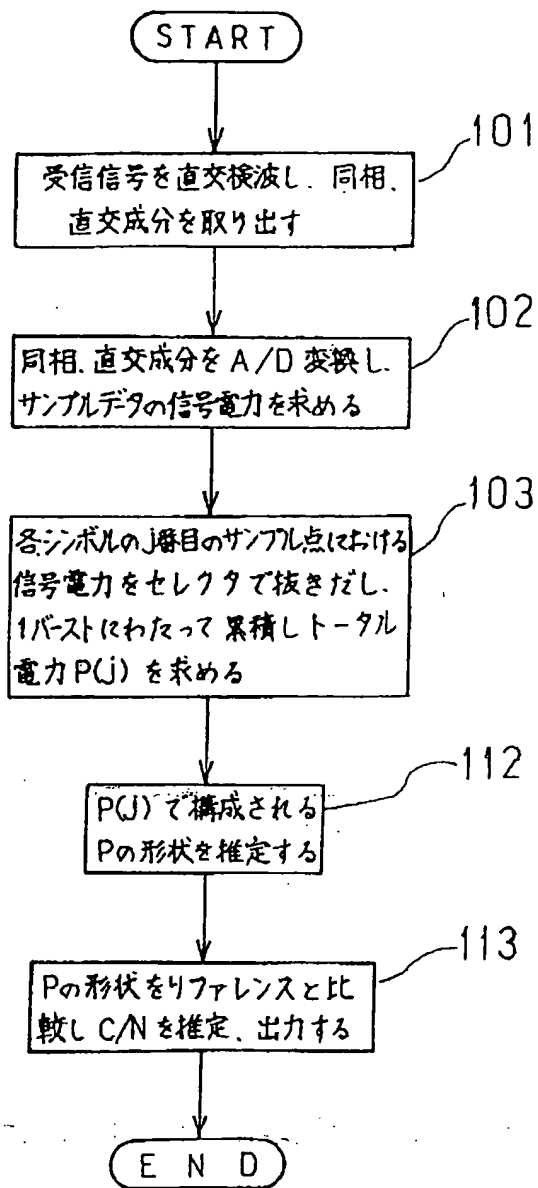 START
101
受信信号を直交検波し、同相、
直交成分を取り出す
102
同相、直交成分をA/D変換し、
サンプルデータの信号電力を求める
103
各シンボルのj番目のサンプル点における
信号電力をセレクタで抜きだし、
1バーストにわたって累積しトータル
電力P(j)を求める
112
P(j)で構成される
Pの形状を推定する
113
Pの形状をリファレンスと比
較しC/Nを推定、出力する
END